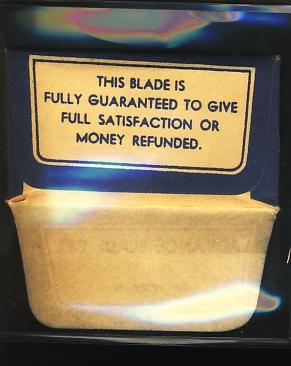 THIS BLADE IS
FULLY GUARANTEED TO GIVE
FULL SATISFACTION OR
MONEY REFUNDED.